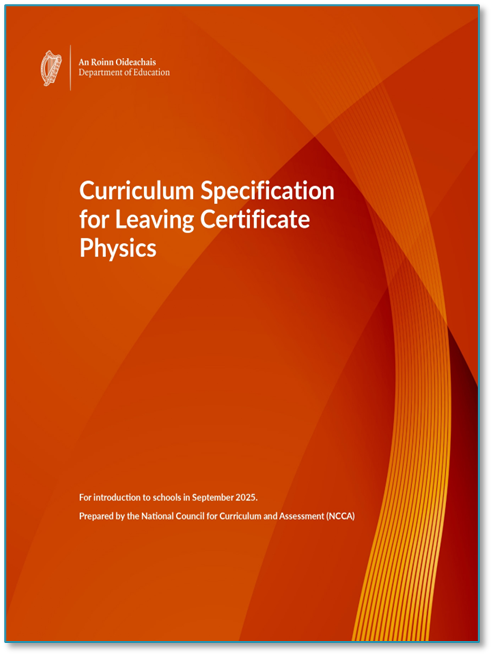 An Roinn Oideachais
Department of Education
Curriculum Specification
for Leaving Certificate
Physics
For introduction to schools in September 2025.
Prepared by the National Council for Curriculum and Assessment (NCCA)